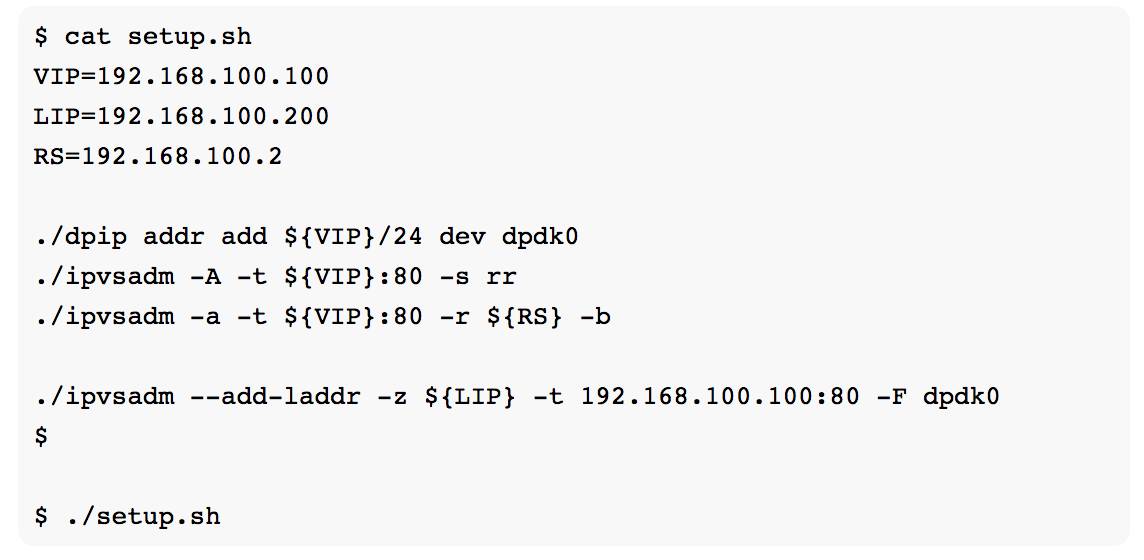 $ cat setup.sh
VIP=192.168.100.100
LIP=192.168.100.200
RS=192.168.100.2
./dpip addr add ${VIP}/24 dev dpdk0
./ipvsadm -A -t ${VIP}:80 -s rr
./ipvsadm -a -t ${VIP}:80 -r ${RS} -b
./ipvsadm --add-laddr -z ${LIP} -t 192.168.100.100:80 -F dpdk0
$
$ ./setup.sh